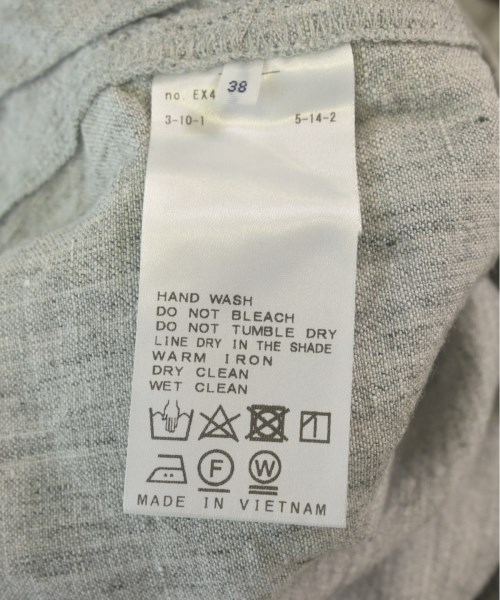 no. EX4 38
3-10-1 5-14-2
HAND WASH
DO NOT BLEACH
DO NOT TUMBLE DRY
LINE DRY IN THE SHADE
WARM IRON
DRY CLEAN
WET CLEAN
F W
MADE IN VIETNAM